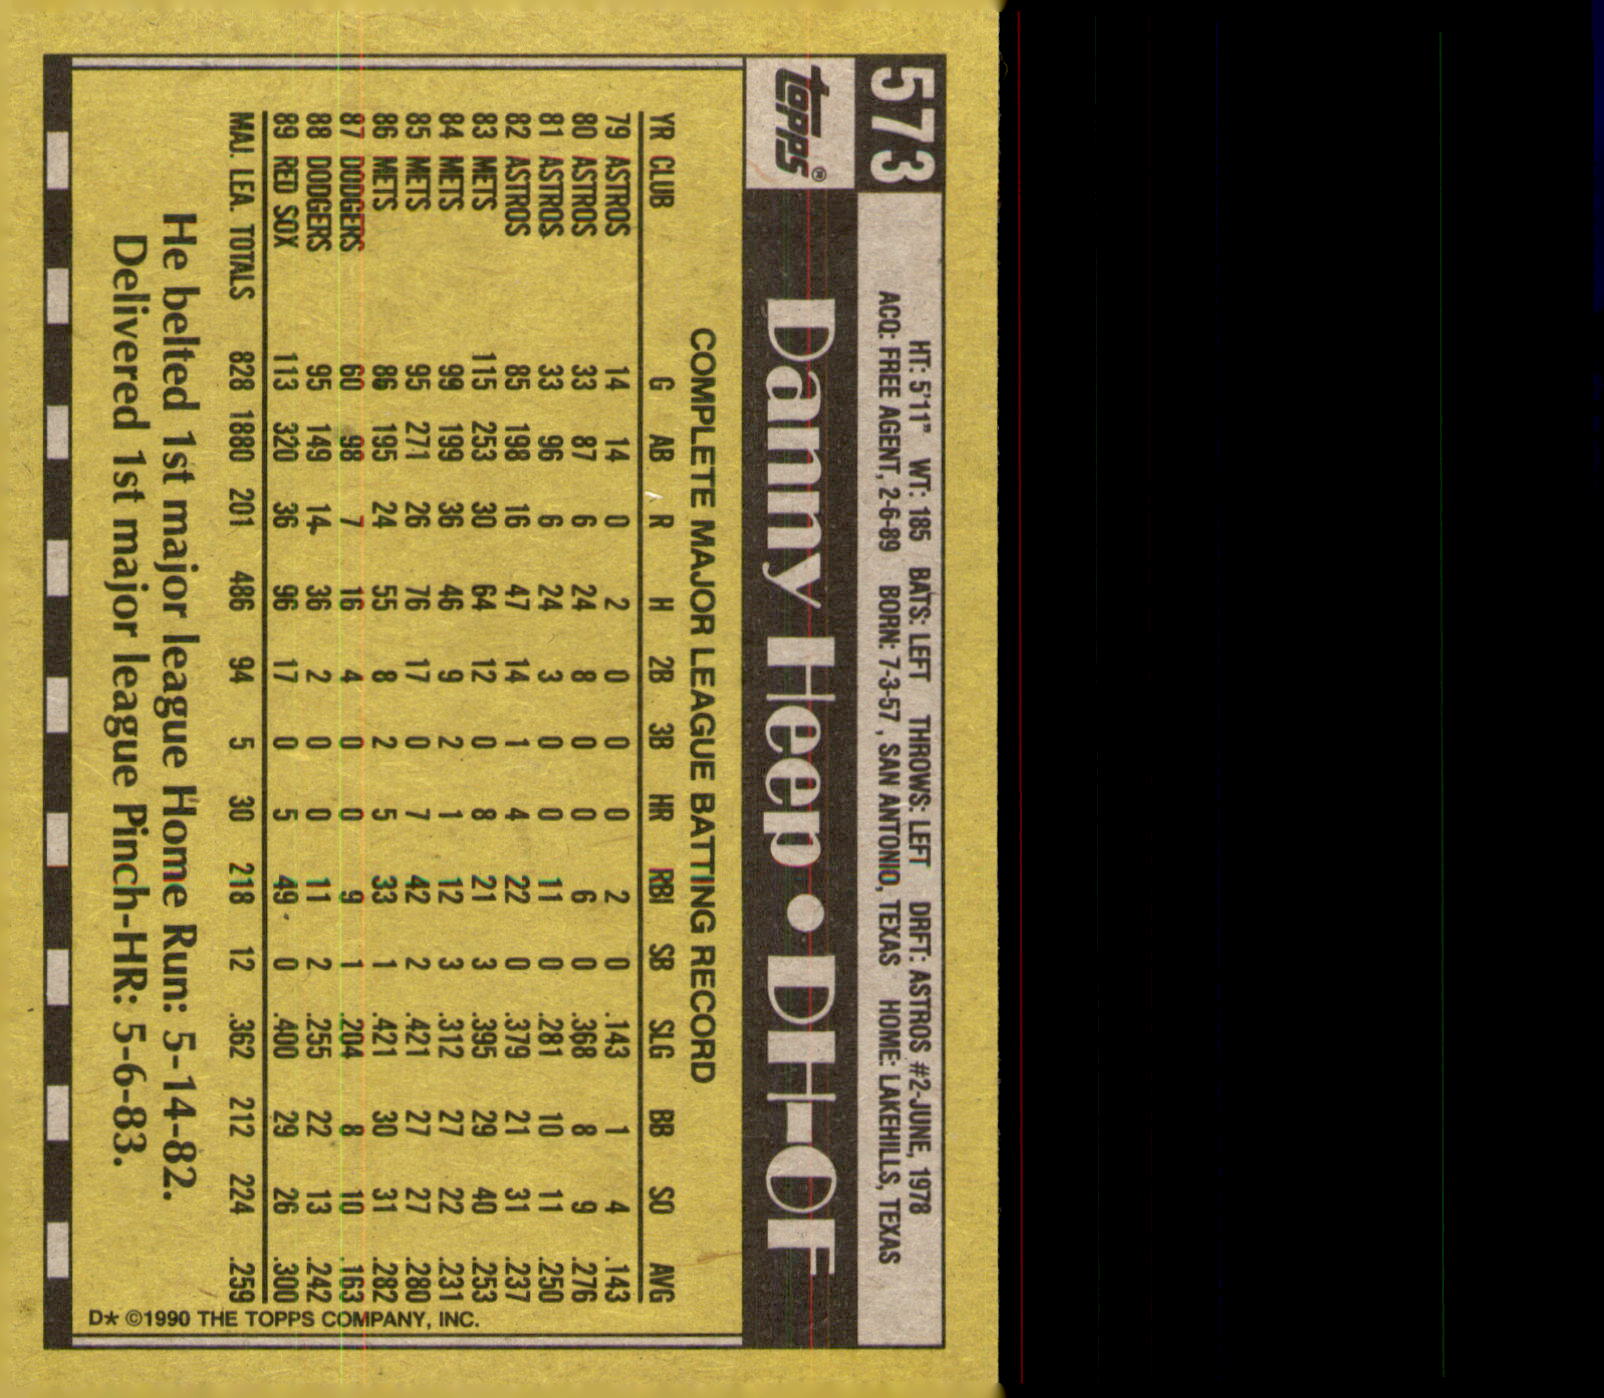 573
HT: 5'11" WT: 185 BATS: LEFT THROWS: LEFT DRFT: ASTROS #2-JUNE, 1978
ACQ: FREE AGENT, 2-6-89 BORN: 7-3-57, SAN ANTONIO, TEXAS HOME: LAKEHILLS, TEXAS
topps®
Danny Heep • DH-OF
COMPLETE MAJOR LEAGUE BATTING RECORD
YR CLUB G AB R H 2B 3B HR RBI SB SLG BB SO AVG
79 ASTROS 14 14 0 2 0 0 0 2 0 .143 1 4 .143
80 ASTROS 33 87 6 24 8 0 0 6 0 .368 8 9 .276
81 ASTROS 33 96 6 24 3 0 0 11 0 .281 10 11 .250
82 ASTROS 85 198 16 47 14 1 4 22 0 .379 21 31 .237
83 METS 115 253 30 64 12 0 8 21 3 .395 29 40 .253
84 METS 99 199 36 46 9 2 1 12 3 .312 27 22 .231
85 METS 95 271 26 76 17 0 7 42 2 .421 27 27 .280
86 METS 86 195 24 55 8 2 5 33 1 .421 30 31 .282
87 DODGERS 60 98 7 16 4 0 0 9 1 .204 8 10 .163
88 DODGERS 95 149 14 36 2 0 0 11 2 .255 22 13 .242
89 RED SOX 113 320 36 96 17 0 5 49 0 .400 29 26 .300
MAJ. LEA. TOTALS 828 1880 201 486 94 5 30 218 12 .362 212 224 .259
He belted 1st major league Home Run: 5-14-82.
Delivered 1st major league Pinch-HR: 5-6-83.
D* ©1990 THE TOPPS COMPANY, INC.